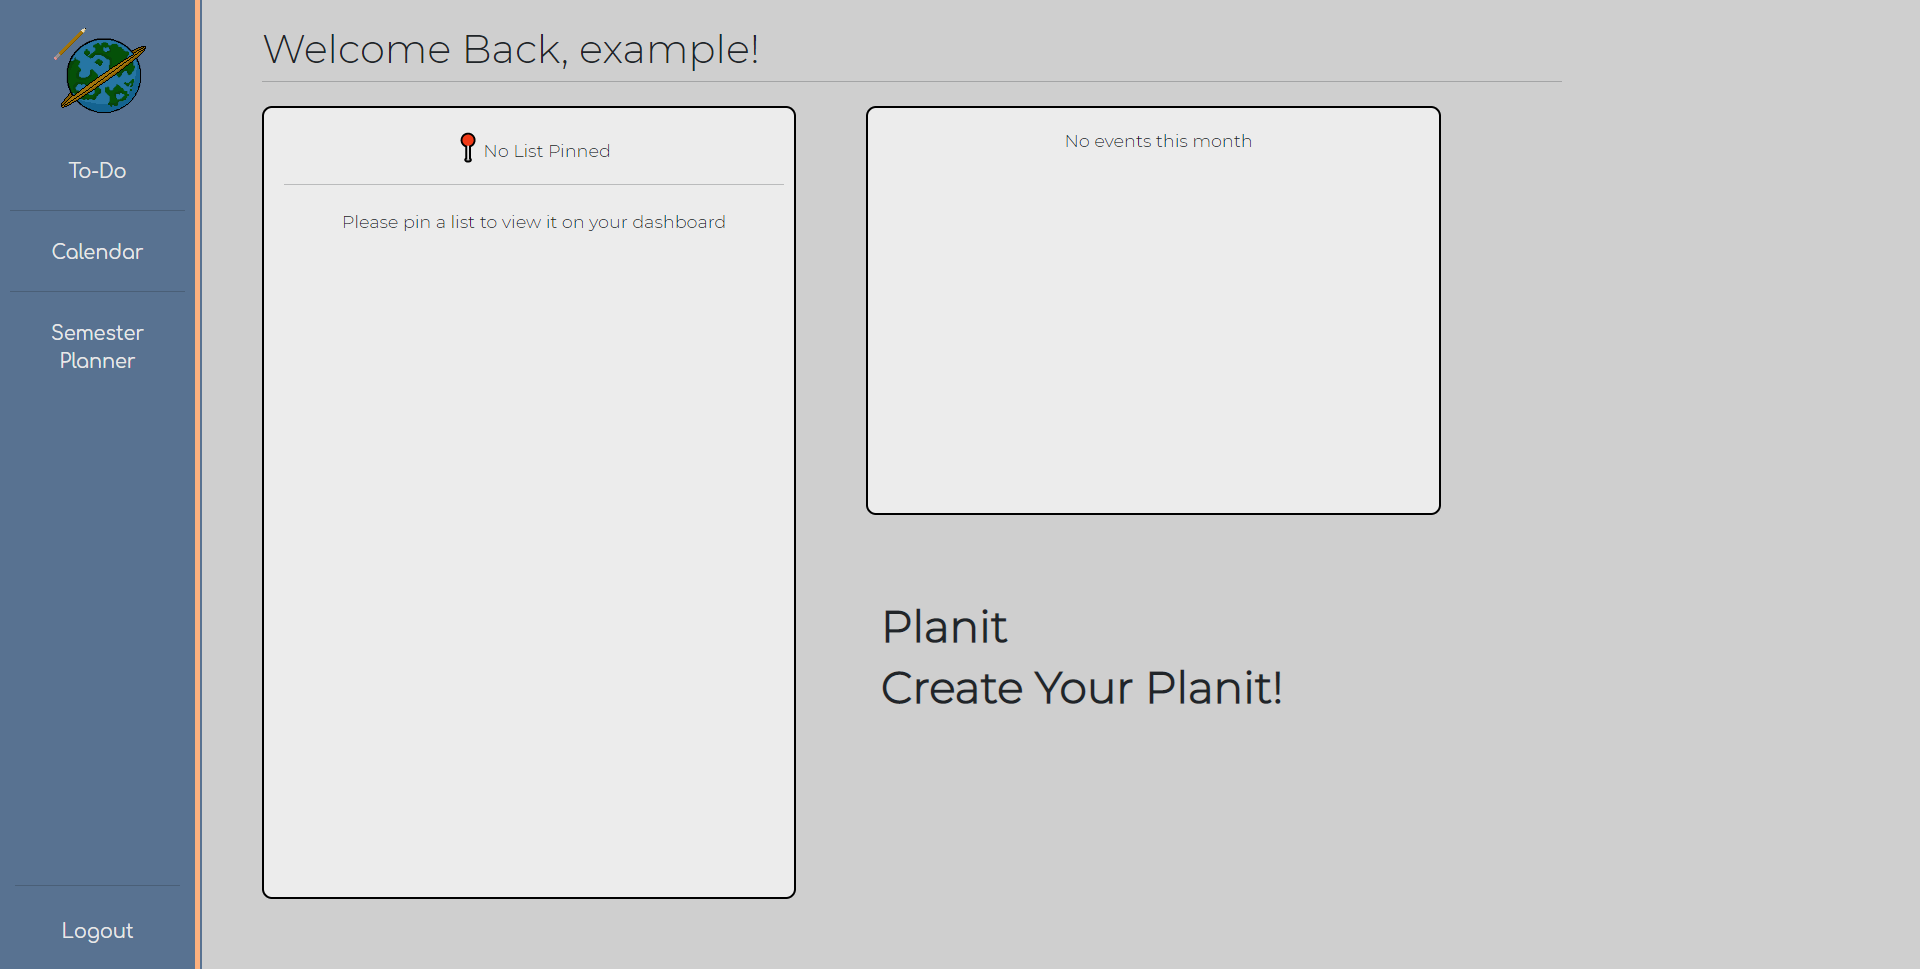 To-Do
Calendar
Semester
Planner
Logout
Welcome Back, example!
No List Pinned
Please pin a list to view it on your dashboard
No events this month
Planit
Create Your Planit!